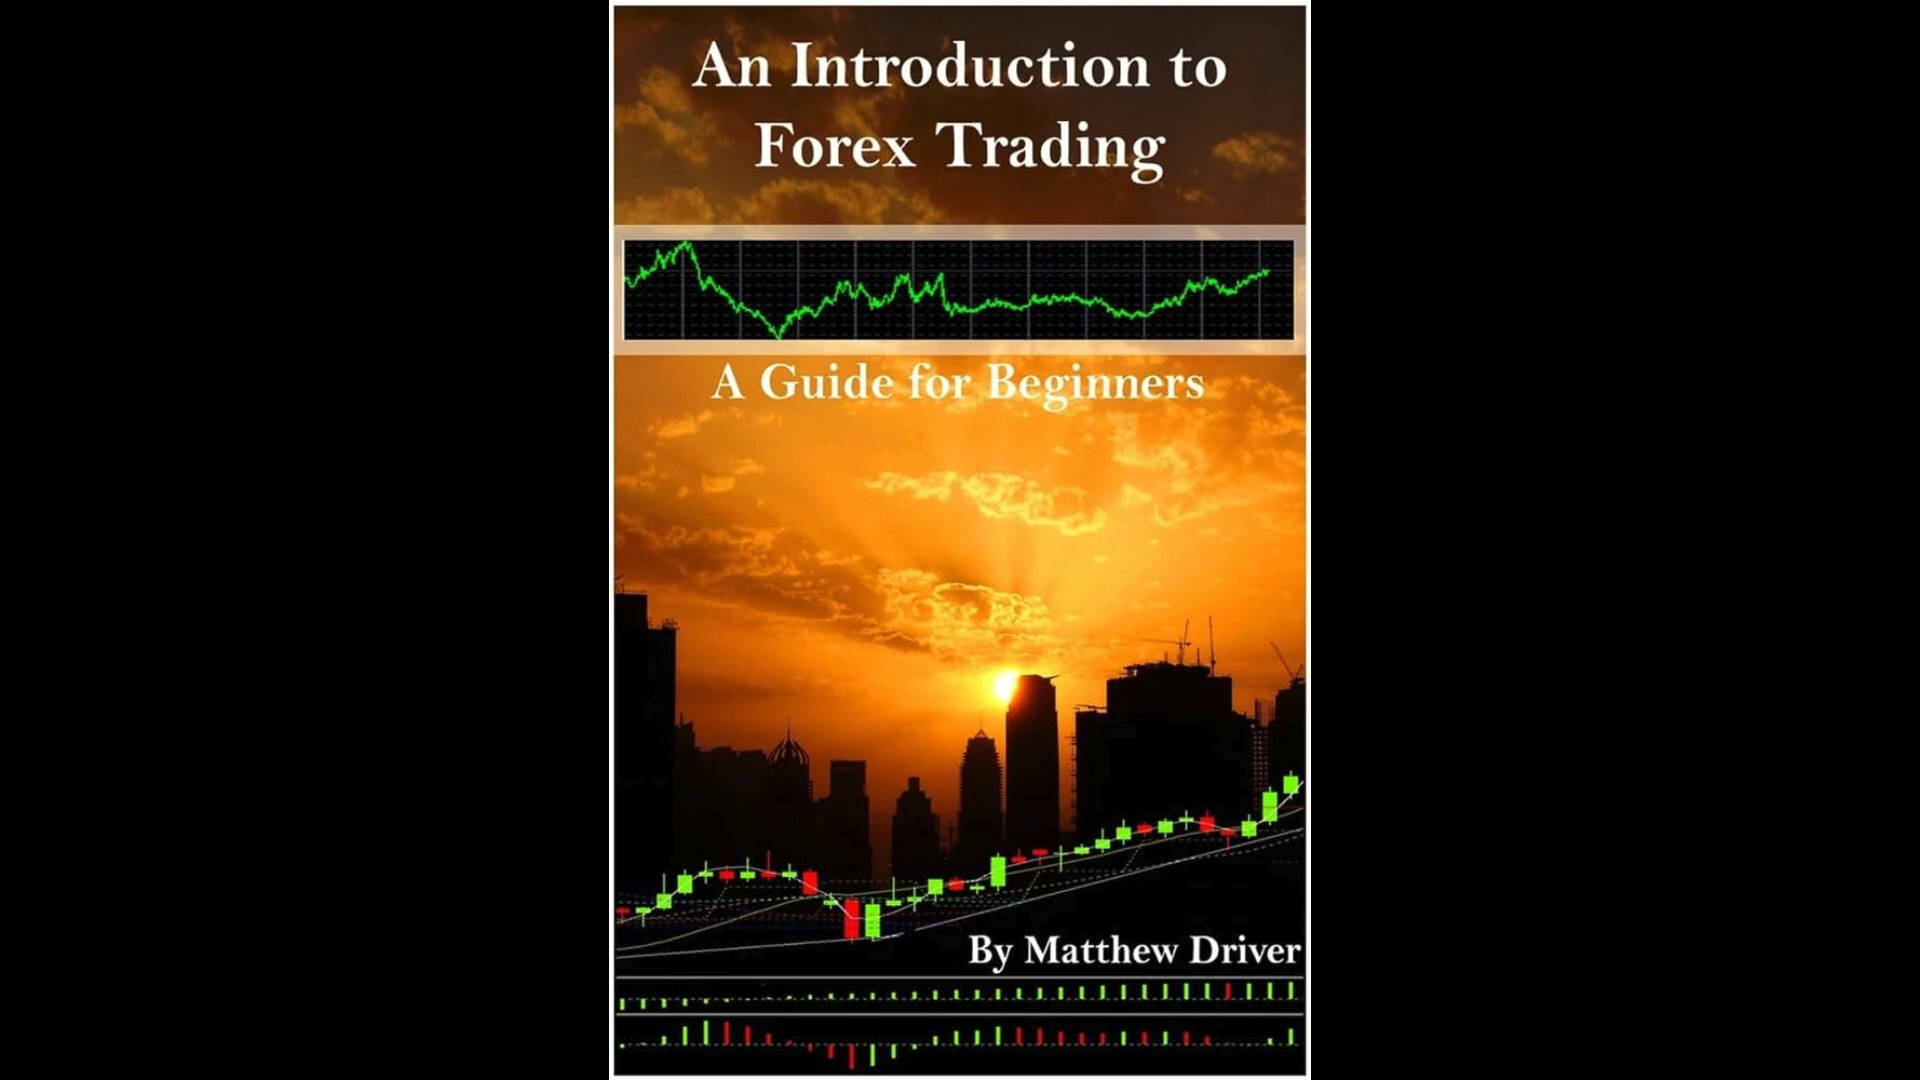 An Introduction to
Forex Trading
A Guide for Beginners
By Matthew Driver